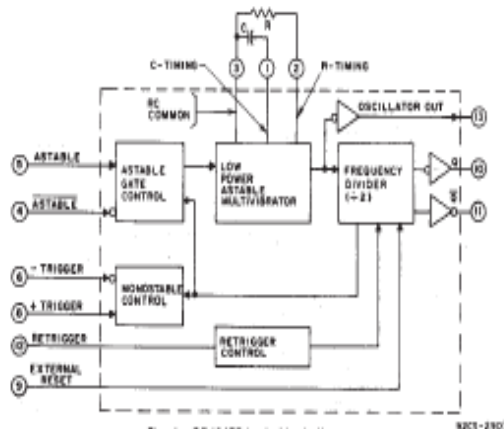 R
C
C-TIMING
3
1
2
R-TIMING
RC
COMMON
OSCILLATOR OUT
13
5
ASTABLE
ASTABLE
GATE
CONTROL
LOW
POWER
ASTABLE
MULTIVIBRATOR
FREQUENCY
DIVIDER
(÷2)
Q
10
4
ASTABLE
Q
11
6
- TRIGGER
MONOSTABLE
CONTROL
8
+ TRIGGER
12
RETRIGGER
RETRIGGER
CONTROL
9
EXTERNAL
RESET